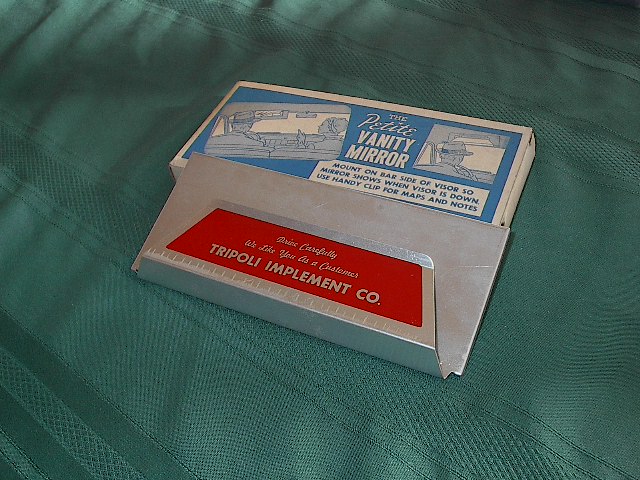 THE
Petite
VANITY
MIRROR
MOUNT ON BAR SIDE OF VISOR SO
MIRROR SHOWS WHEN VISOR IS DOWN.
USE HANDY CLIP FOR MAPS AND NOTES
Drive Carefully
We Like You As a Customer
TRIPOLI IMPLEMENT CO.